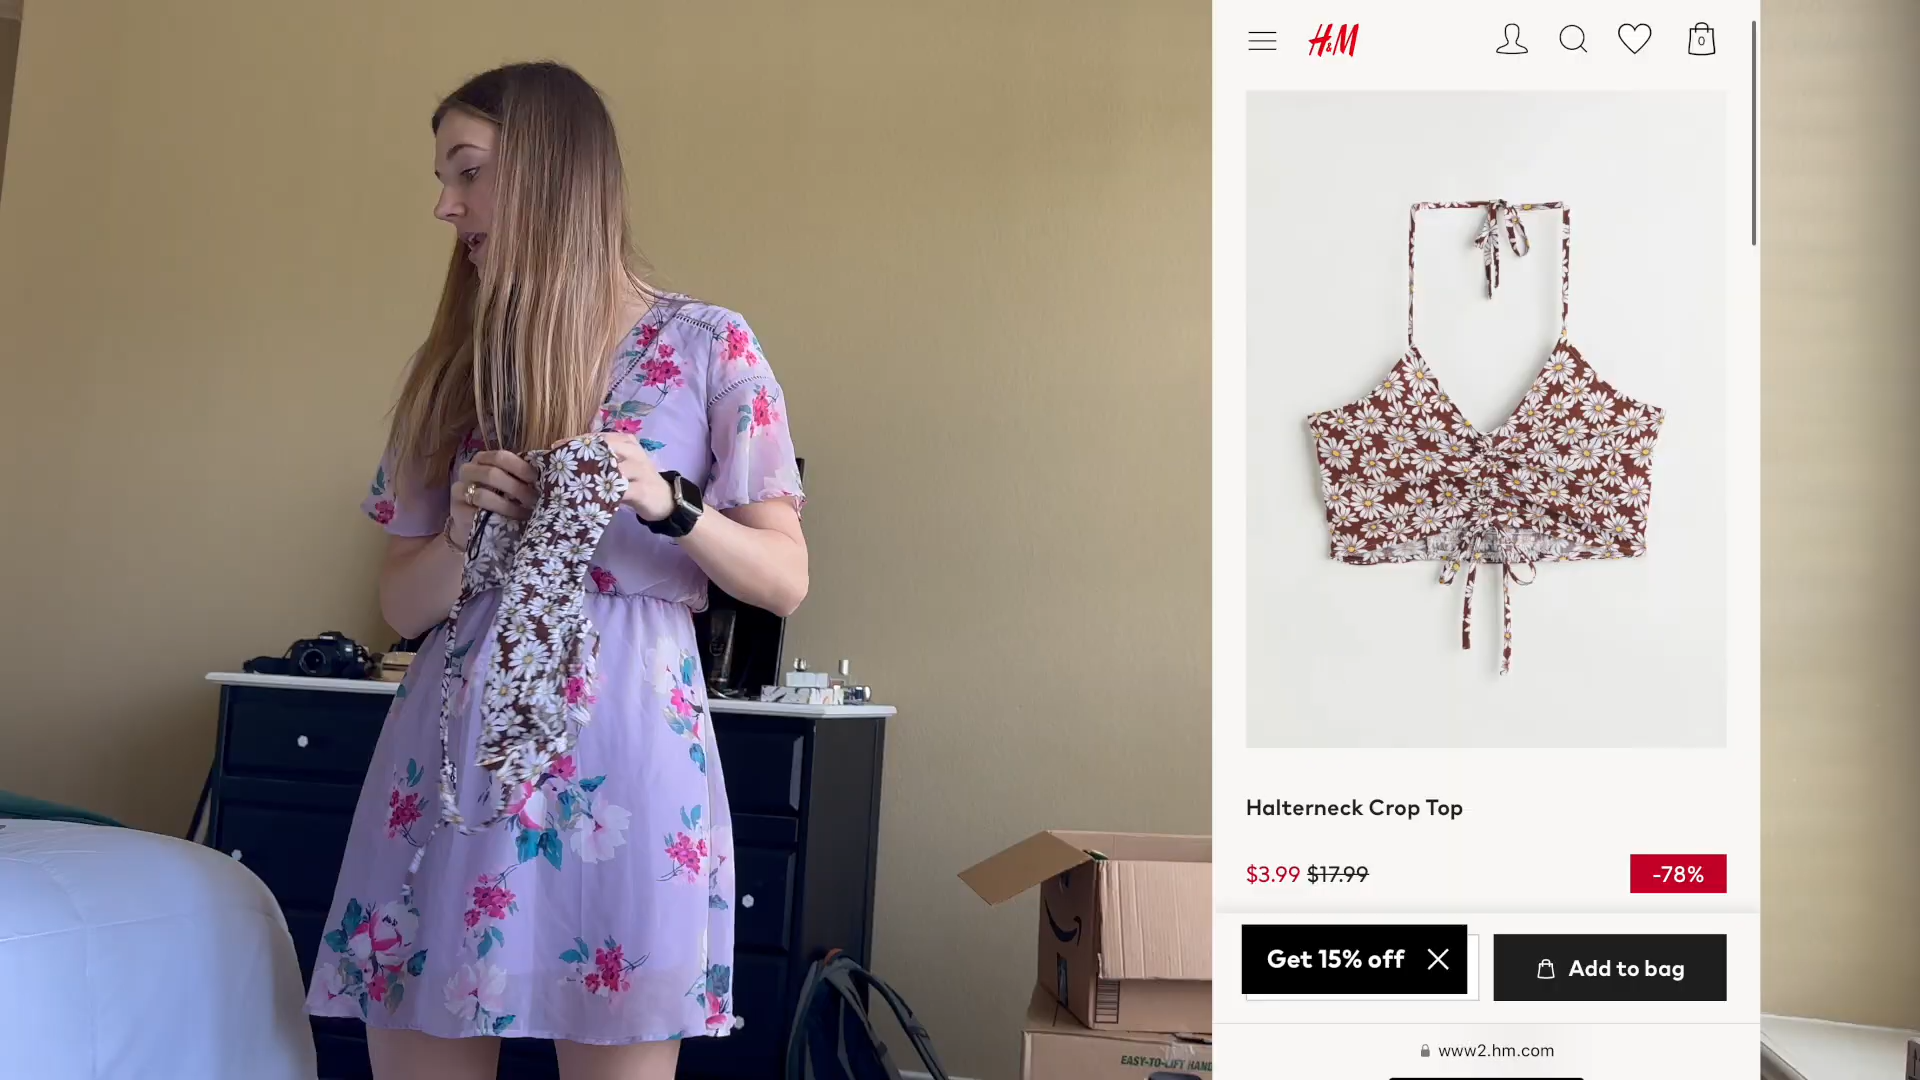 H&M
0
Halterneck Crop Top
$3.99 $17.99
-78%
Get 15% off
Add to bag
www2.hm.com
EASY-TO-LIFT HAND